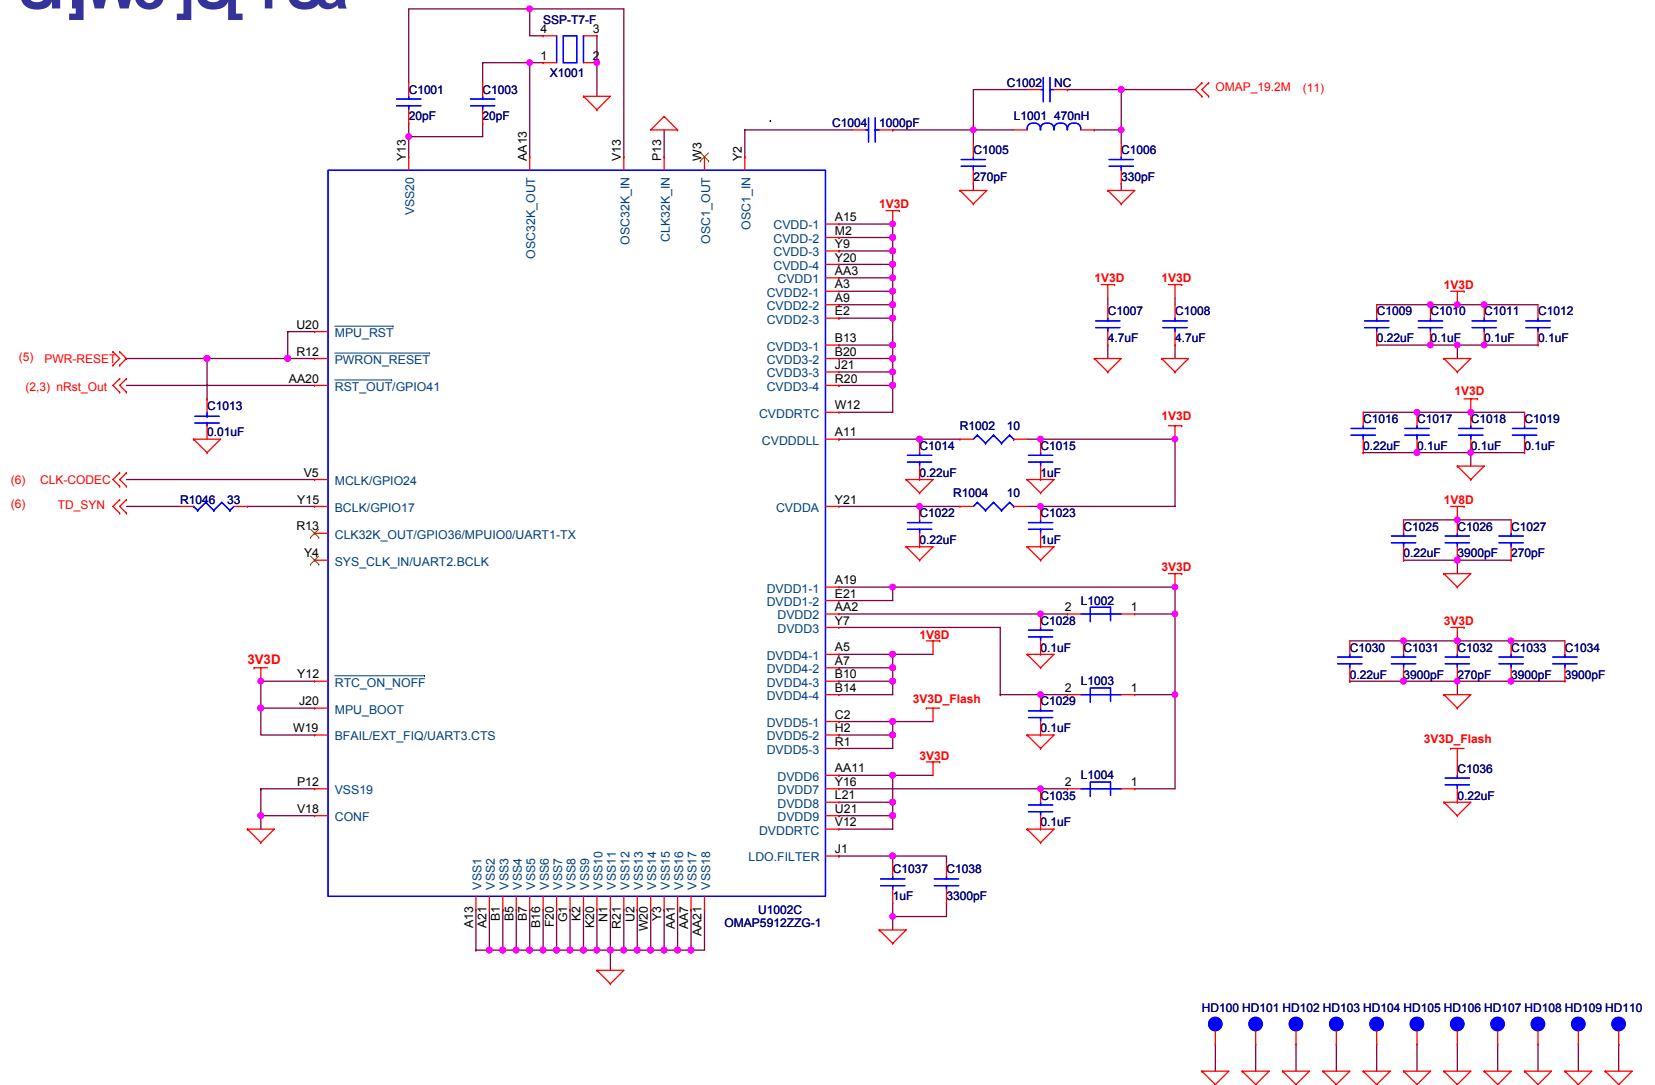 SSP-T7-F
4 3
1 2
X1001
C1001
20pF
C1003
20pF
C1002 NC
OMAP_19.2M (11)
L1001 470nH
C1004 1000pF
C1005
270pF
C1006
330pF
Y13
AA13
V13
P13
W3
Y2
VSS20
OSC32K_OUT
OSC32K_IN
CLK32K_IN
OSC1_OUT
OSC1_IN
1V3D
CVDD-1 A15
CVDD-2 M2
CVDD-3 Y9
CVDD-4 Y20
CVDD1 AA3
CVDD2-1 A3
CVDD2-2 A9
CVDD2-3 E2
CVDD3-1 B13
CVDD3-2 B20
CVDD3-3 J21
CVDD3-4 R20
CVDDRTC W12
CVDDDLL A11
R1002 10
1V3D
C1014
0.22uF
C1015
1uF
CVDDA Y21
R1004 10
C1022
0.22uF
C1023
1uF
1V3D
C1007
4.7uF
1V3D
C1008
4.7uF
1V3D
C1009 C1010 C1011 C1012
0.22uF 0.1uF 0.1uF 0.1uF
1V3D
C1016 C1017 C1018 C1019
0.22uF 0.1uF 0.1uF 0.1uF
1V8D
C1025 C1026 C1027
0.22uF 3900pF 270pF
3V3D
C1030 C1031 C1032 C1033 C1034
0.22uF 3900pF 270pF 3900pF 3900pF
3V3D_Flash
C1036
0.22uF
U20 MPU_RST
(5) PWR-RESET R12 PWRON_RESET
(2,3) nRst_Out AA20 RST_OUT/GPIO41
C1013
0.01uF
(6) CLK-CODEC V5 MCLK/GPIO24
(6) TD_SYN R1046 33 Y15 BCLK/GPIO17
R13 CLK32K_OUT/GPIO36/MPUIO0/UART1-TX
Y4 SYS_CLK_IN/UART2.BCLK
3V3D
Y12 RTC_ON_NOFF
J20 MPU_BOOT
W19 BFAIL/EXT_FIQ/UART3.CTS
P12 VSS19
V18 CONF
3V3D
DVDD1-1 A19
DVDD1-2 E21
DVDD2 AA2
DVDD3 Y7
2 L1002 1
C1028
0.1uF
1V8D
DVDD4-1 A5
DVDD4-2 A7
DVDD4-3 B10
DVDD4-4 B14
2 L1003 1
C1029
0.1uF
3V3D_Flash
DVDD5-1 C2
DVDD5-2 H2
DVDD5-3 R1
3V3D
DVDD6 AA11
DVDD7 Y16
DVDD8 L21
DVDD9 U21
DVDDRTC V12
2 L1004 1
C1035
0.1uF
LDO.FILTER J1
C1037
1uF
C1038
3300pF
VSS1 VSS2 VSS3 VSS4 VSS5 VSS6 VSS7 VSS8 VSS9 VSS10 VSS11 VSS12 VSS13 VSS14 VSS15 VSS16 VSS17 VSS18
A13 A21 B1 B5 B7 B16 F20 G1 K2 K20 N1 R21 U2 W20 Y3 AA1 AA7 AA21
U1002C
OMAP5912ZZG-1
HD100 HD101 HD102 HD103 HD104 HD105 HD106 HD107 HD108 HD109 HD110